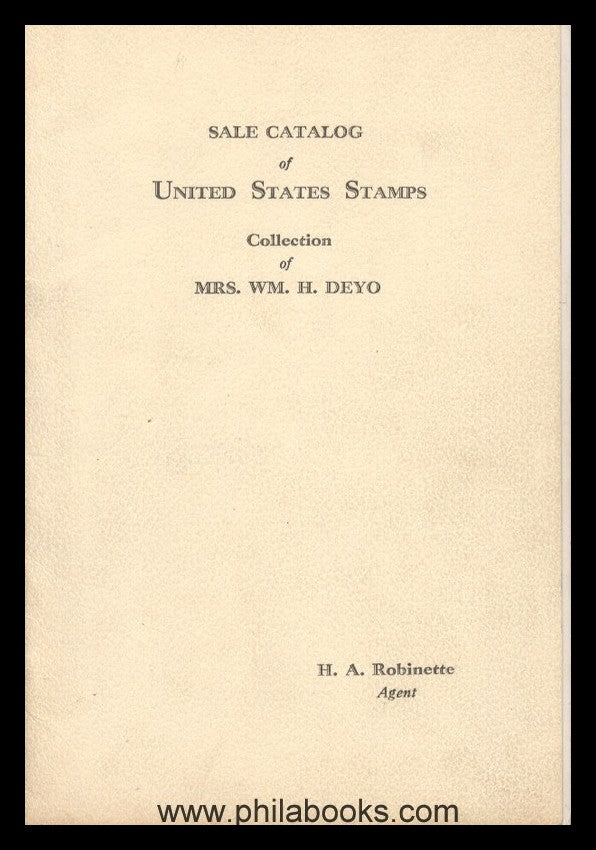 SALE CATALOG
of
UNITED STATES STAMPS
Collection
of
MRS. WM. H. DEYO
H. A. Robinette
Agent
www.philabooks.com